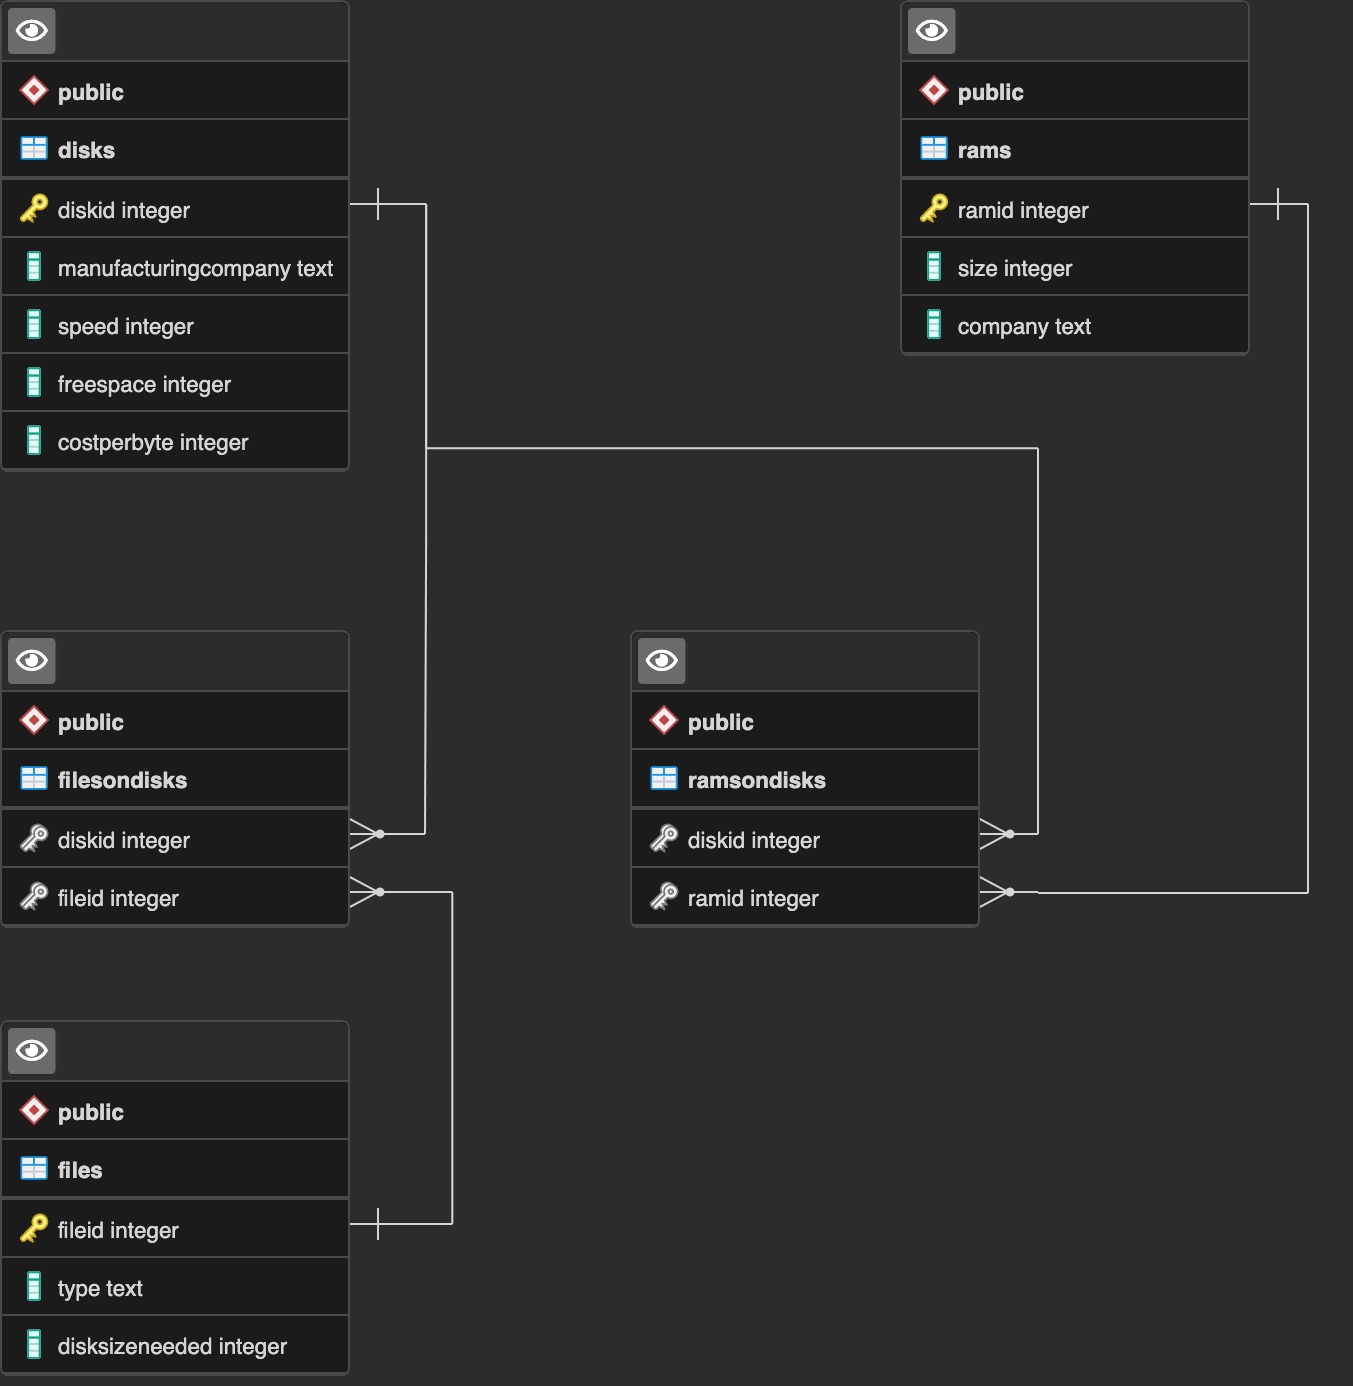 public
disks
diskid integer
manufacturingcompany text
speed integer
freespace integer
costperbyte integer
public
rams
ramid integer
size integer
company text
public
filesondisks
diskid integer
fileid integer
public
ramsondisks
diskid integer
ramid integer
public
files
fileid integer
type text
disksizeneeded integer